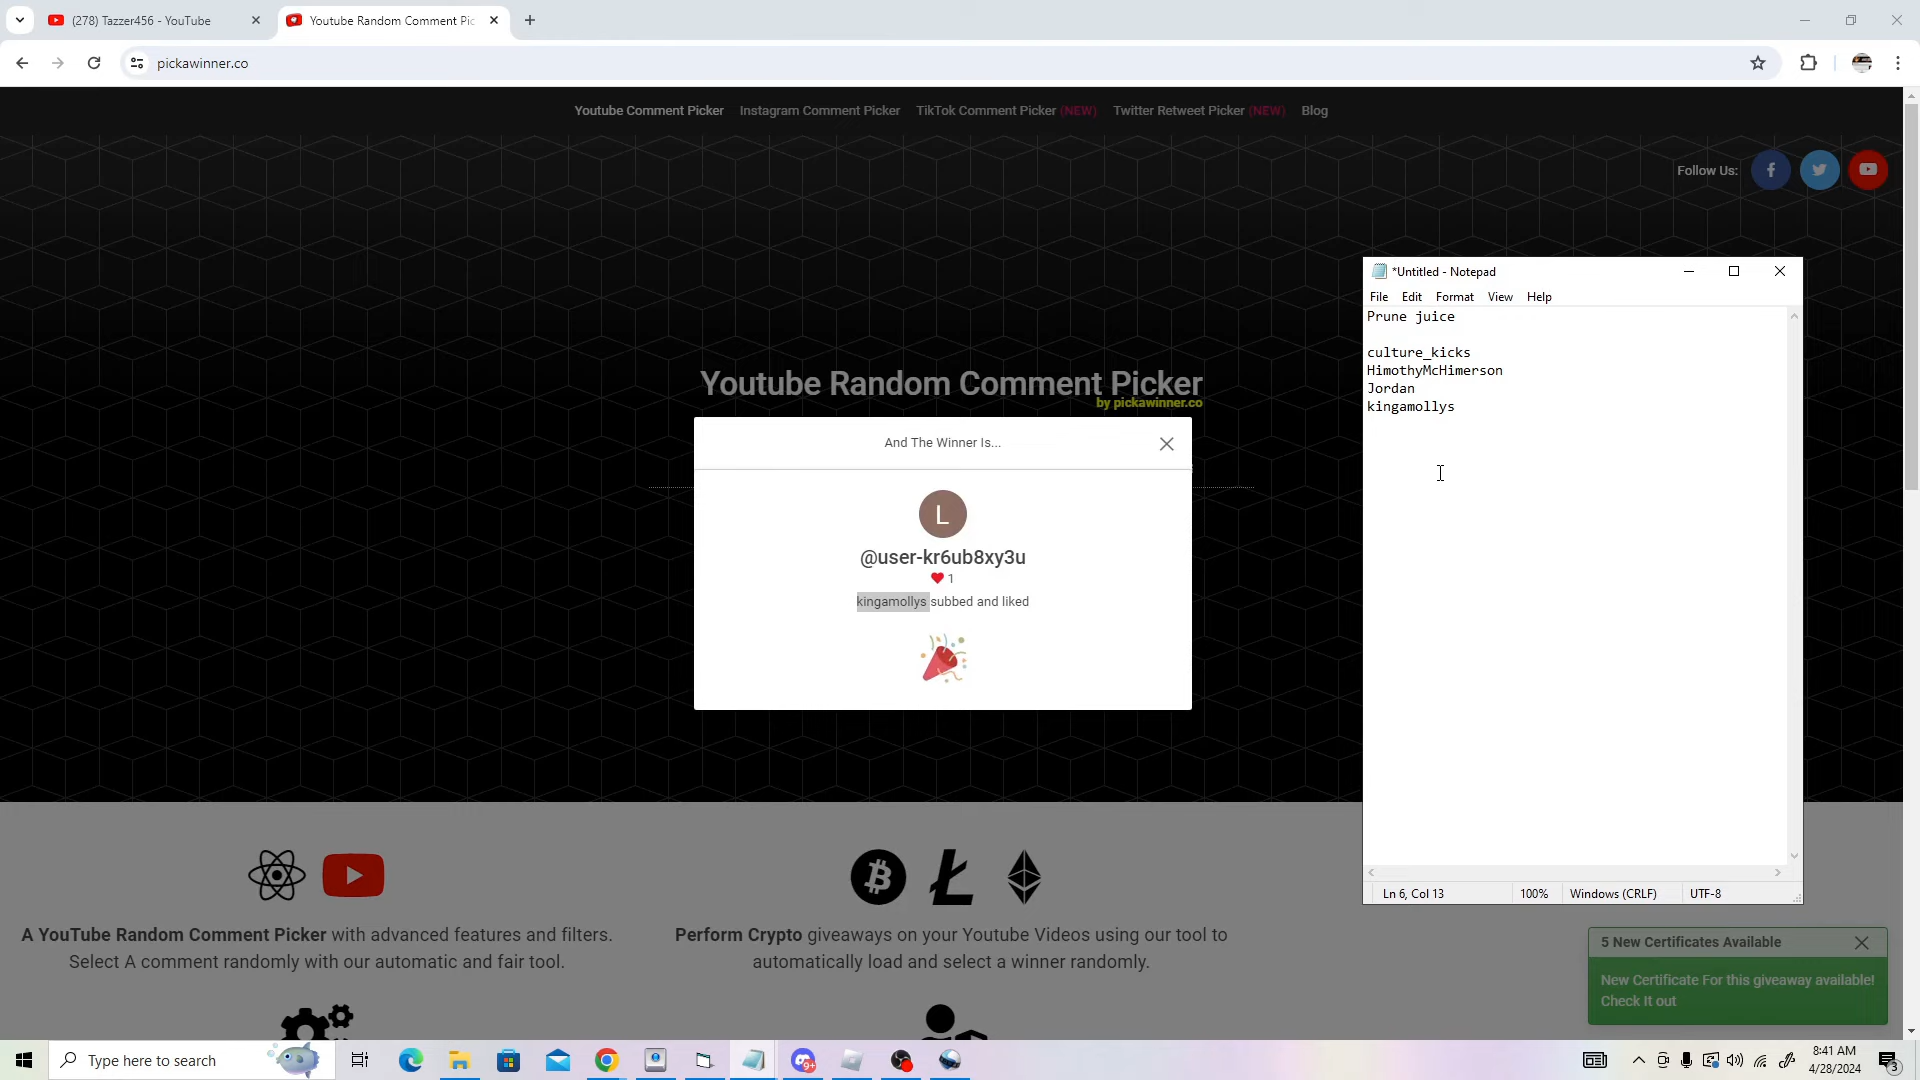 (278) Tazzer456 - YouTube
Youtube Random Comment Pic
pickawinner.co
Youtube Comment Picker Instagram Comment Picker TikTok Comment Picker (NEW) Twitter Retweet Picker (NEW) Blog
Follow Us:
Youtube Random Comment Picker
by pickawinner.co
And The Winner Is...
L
@user-kr6ub8xy3u
1
kingamollys subbed and liked
*Untitled - Notepad
File Edit Format View Help
Prune juice
culture_kicks
HimothyMcHimerson
Jordan
kingamollys
Ln 6, Col 13 100% Windows (CRLF) UTF-8
A YouTube Random Comment Picker with advanced features and filters.
Select A comment randomly with our automatic and fair tool.
Perform Crypto giveaways on your Youtube Videos using our tool to
automatically load and select a winner randomly.
5 New Certificates Available
New Certificate For this giveaway available!
Check It out
Type here to search
9+
8:41 AM
4/28/2024
3